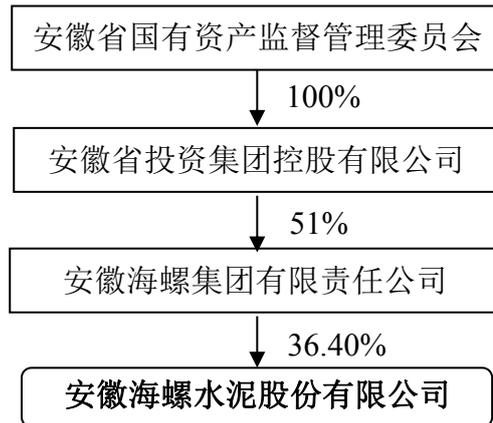 安徽省国有资产监督管理委员会
100%
安徽省投资集团控股有限公司
51%
安徽海螺集团有限责任公司
36.40%
安徽海螺水泥股份有限公司